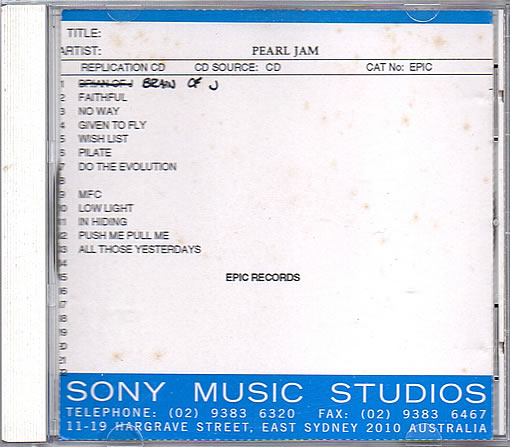 TITLE:
ARTIST: PEARL JAM
REPLICATION CD CD SOURCE: CD CAT No: EPIC
1 BRIAN OF J BRAIN OF J
2 FAITHFUL
3 NO WAY
4 GIVEN TO FLY
5 WISH LIST
6 PILATE
7 DO THE EVOLUTION
8
9 MFC
10 LOW LIGHT
11 IN HIDING
12 PUSH ME PULL ME
13 ALL THOSE YESTERDAYS
14
15 EPIC RECORDS
16
17
18
19
20
SONY MUSIC STUDIOS
TELEPHONE: (02) 9383 6320 FAX: (02) 9383 6467
11-19 HARGRAVE STREET, EAST SYDNEY 2010 AUSTRALIA